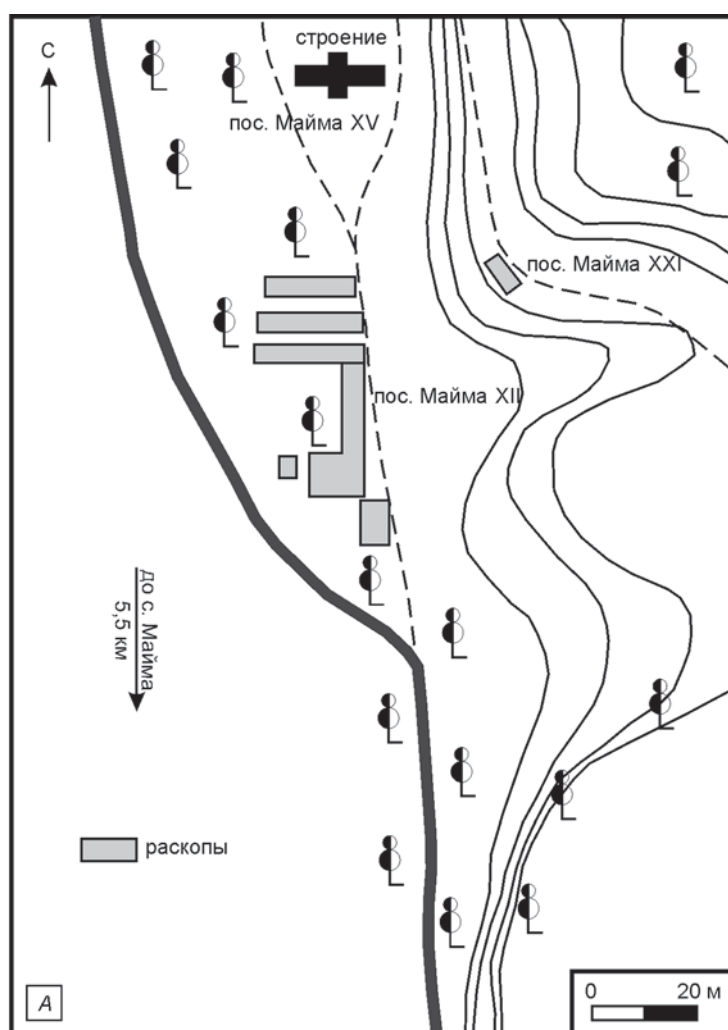 С
строение
пос. Майма XV
пос. Майма XXI
пос. Майма XII
до с. Майма
5,5 км
раскопы
А
0 20 м